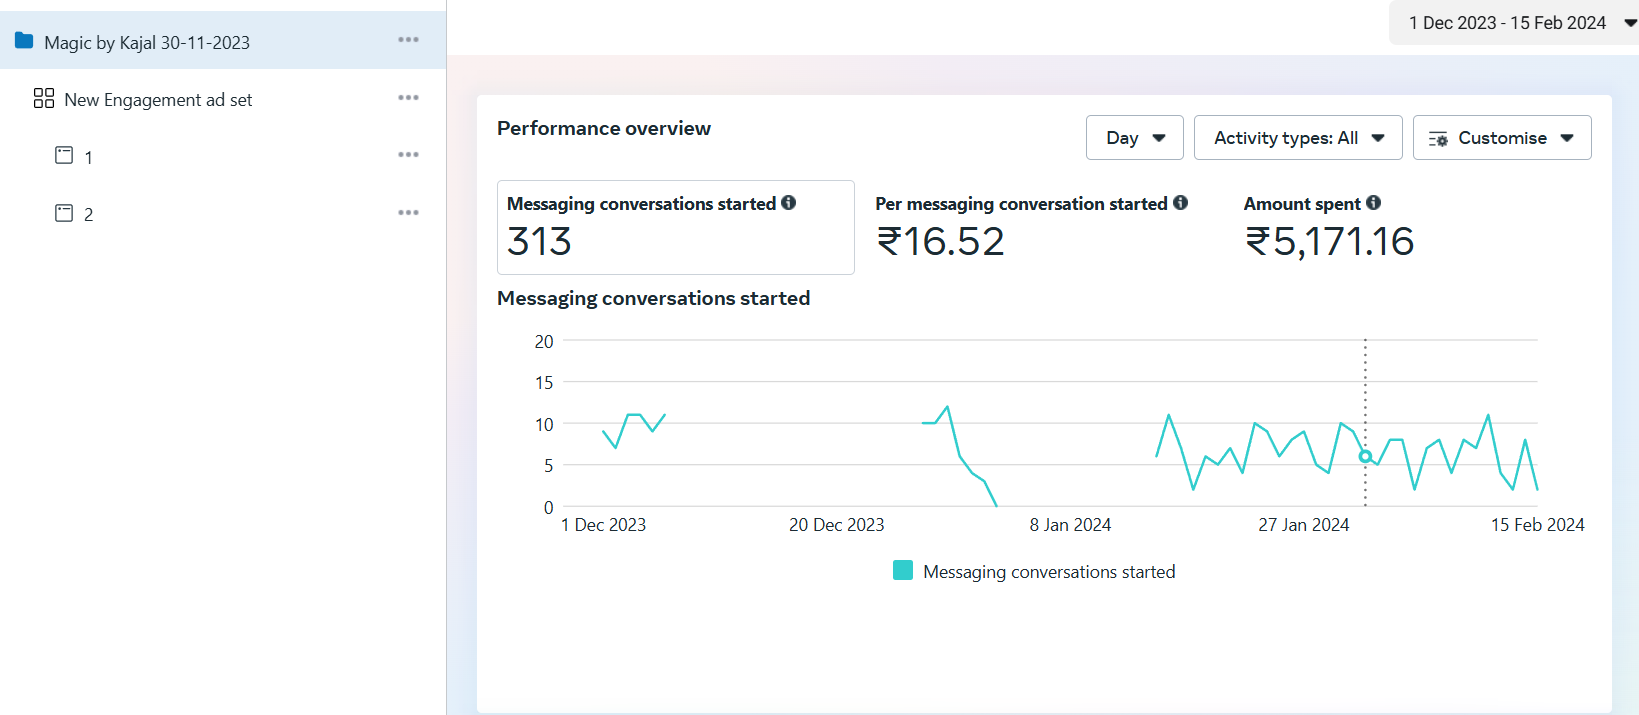 Magic by Kajal 30-11-2023
New Engagement ad set
1
2
1 Dec 2023 - 15 Feb 2024
Performance overview
Day
Activity types: All
Customise
Messaging conversations started
313
Per messaging conversation started
₹16.52
Amount spent
₹5,171.16
Messaging conversations started
20
15
10
5
0
1 Dec 2023 20 Dec 2023 8 Jan 2024 27 Jan 2024 15 Feb 2024
Messaging conversations started